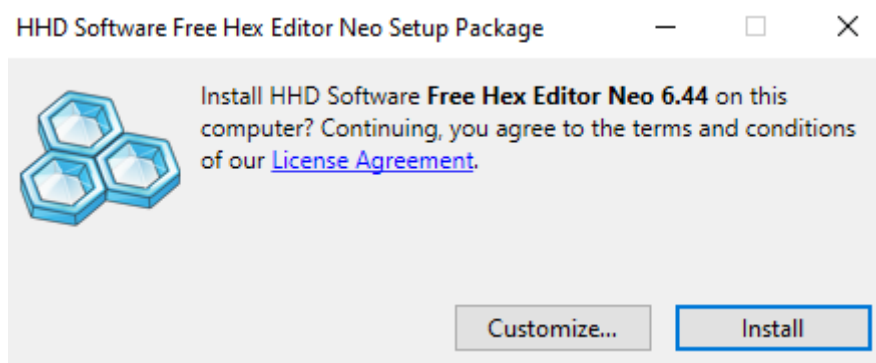 HHD Software Free Hex Editor Neo Setup Package
Install HHD Software Free Hex Editor Neo 6.44 on this
computer? Continuing, you agree to the terms and conditions
of our License Agreement.
Customize...
Install